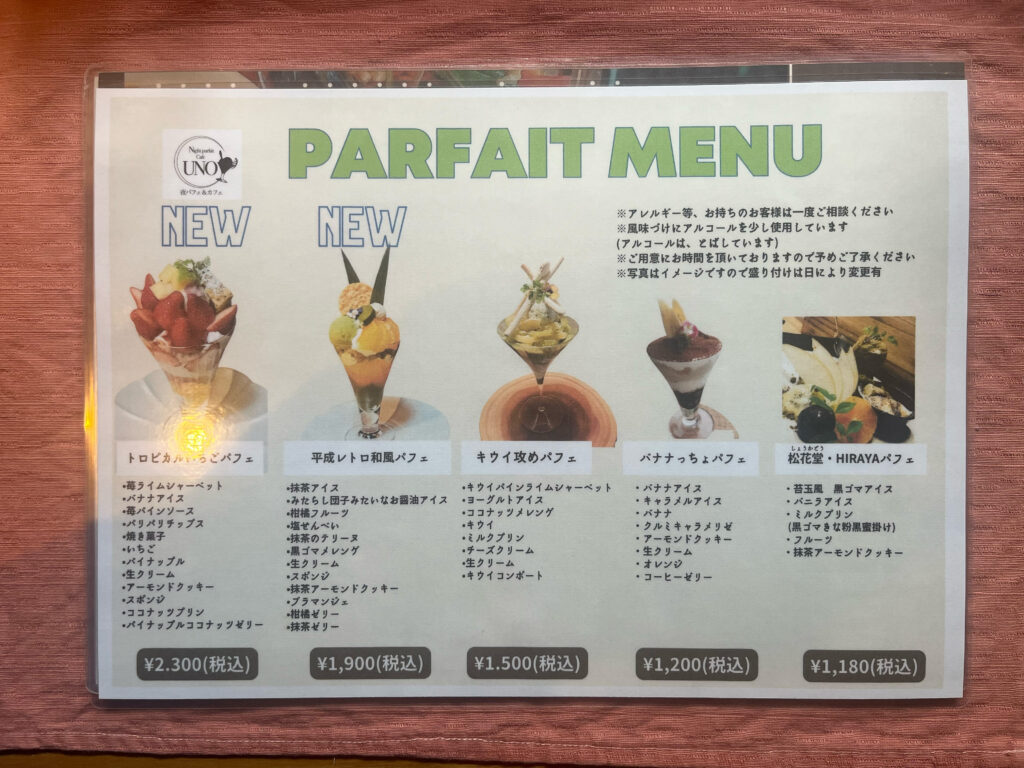 Night parfait
Cafe
UNO
夜パフェ&カフェ
PARFAIT MENU
NEW
NEW
※アレルギー等、お持ちのお客様は一度ご相談ください
※風味づけにアルコールを少し使用しています
(アルコールは、とばしています)
※ご用意にお時間を頂いておりますので予めご了承ください
※写真はイメージですので盛り付けは日により変更有
トロピカルいちごパフェ
•苺ライムシャーベット
•バナナアイス
•苺パインソース
•パリパリチップス
•焼き菓子
•いちご
•パイナップル
•生クリーム
•アーモンドクッキー
•スポンジ
•ココナッツプリン
•パイナップルココナッツゼリー
¥2.300(税込)
平成レトロ和風パフェ
•抹茶アイス
•みたらし団子みたいなお醤油アイス
•柑橘フルーツ
•塩せんべい
•抹茶のテリーヌ
•黒ゴマメレンゲ
•生クリーム
•スポンジ
•抹茶アーモンドクッキー
•ブラマンジェ
•柑橘ゼリー
•抹茶ゼリー
¥1,900(税込)
キウイ攻めパフェ
•キウイパインライムシャーベット
•ヨーグルトアイス
•ココナッツメレンゲ
•キウイ
•ミルクプリン
•チーズクリーム
•生クリーム
•キウイコンポート
¥1.500(税込)
バナナっちょパフェ
・バナナアイス
・キャラメルアイス
・バナナ
・クルミキャラメリゼ
・アーモンドクッキー
・生クリーム
・オレンジ
・コーヒーゼリー
¥1,200(税込)
しょうかどう
松花堂・HIRAYAパフェ
・苔玉風 黒ゴマアイス
・バニラアイス
・ミルクプリン
(黒ゴマきな粉黒蜜掛け)
・フルーツ
・抹茶アーモンドクッキー
¥1,180(税込)